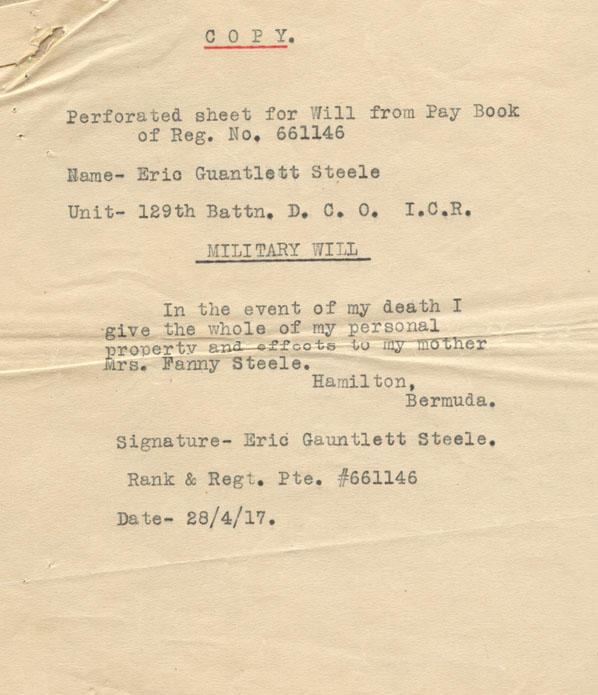 C O P Y.
Perforated sheet for Will from Pay Book
of Reg. No. 661146
Name- Eric Guantlett Steele
Unit- 129th Battn. D. C. O. I.C.R.
MILITARY WILL
In the event of my death I
give the whole of my personal
property and effects to my mother
Mrs. Fanny Steele.
Hamilton,
Bermuda.
Signature- Eric Gauntlett Steele.
Rank & Regt. Pte. #661146
Date- 28/4/17.